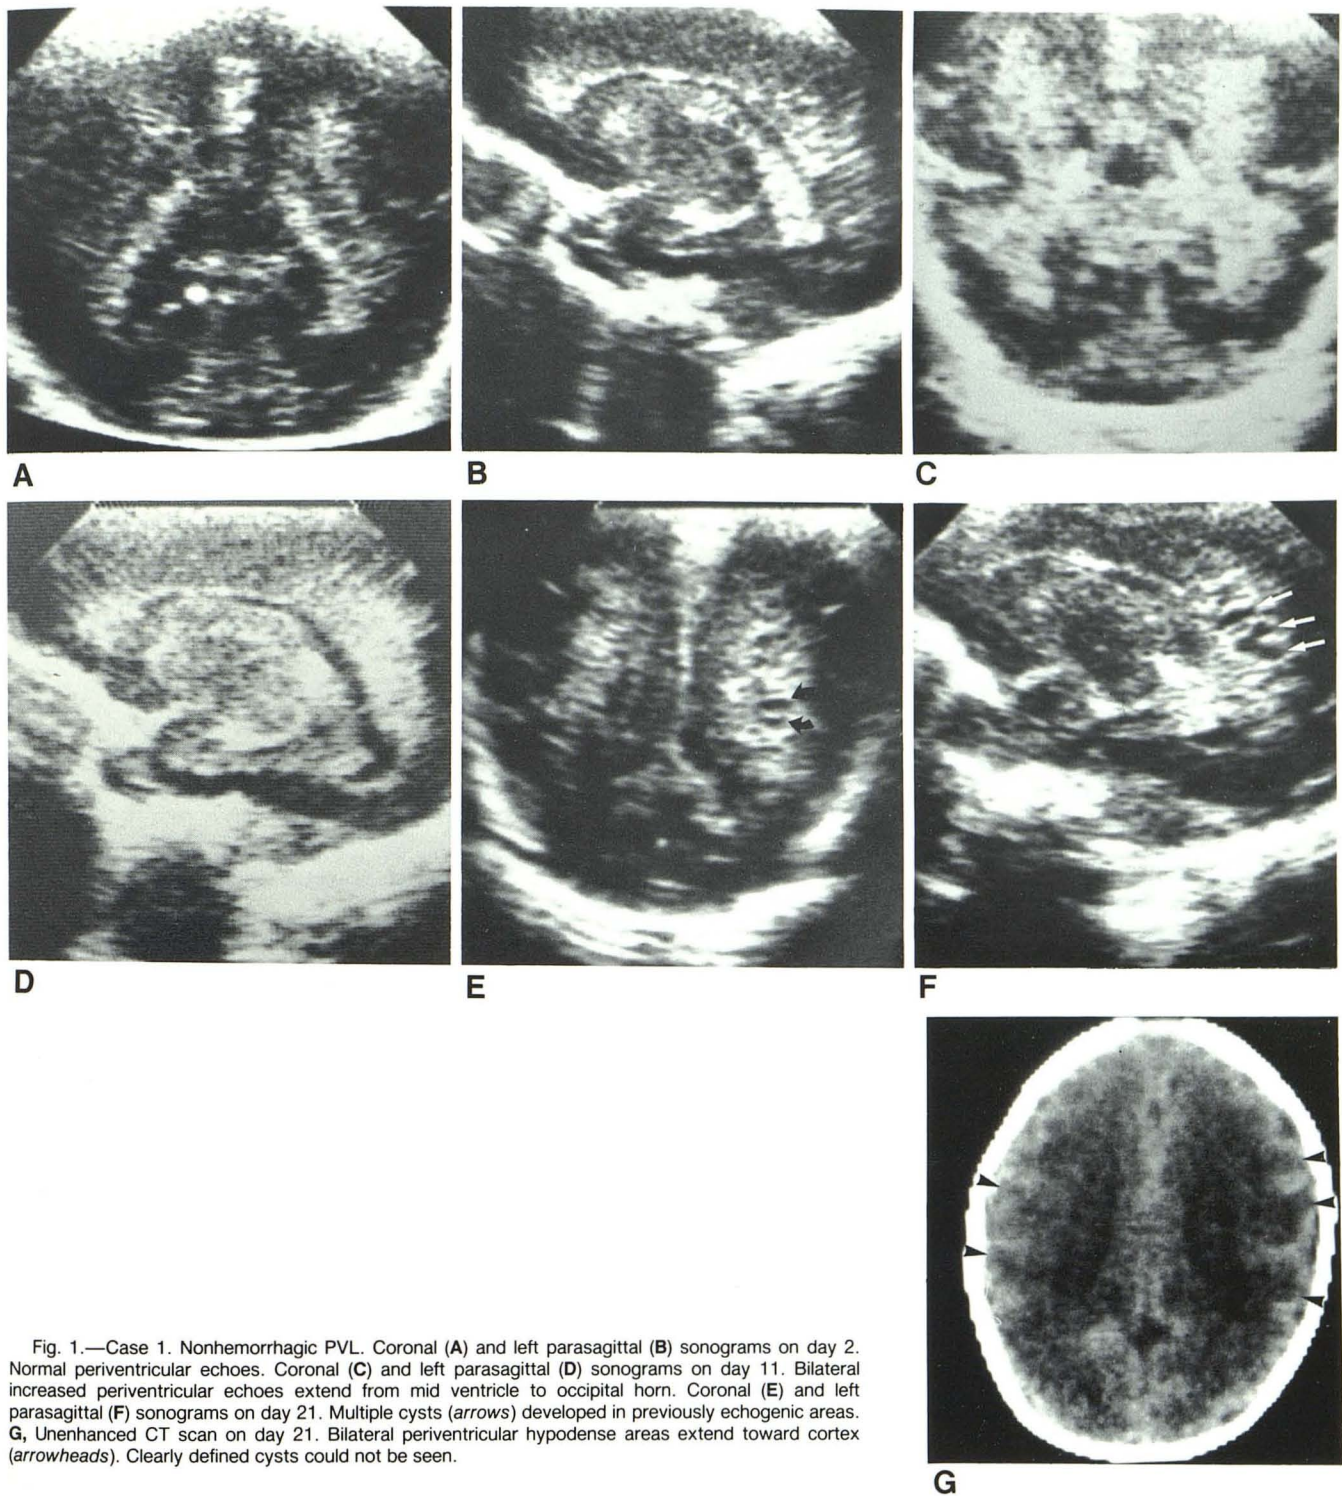 A
B
C
D
E
F
G
Fig. 1.—Case 1. Nonhemorrhagic PVL. Coronal (A) and left parasagittal (B) sonograms on day 2.
Normal periventricular echoes. Coronal (C) and left parasagittal (D) sonograms on day 11. Bilateral
increased periventricular echoes extend from mid ventricle to occipital horn. Coronal (E) and left
parasagittal (F) sonograms on day 21. Multiple cysts (arrows) developed in previously echogenic areas.
G, Unenhanced CT scan on day 21. Bilateral periventricular hypodense areas extend toward cortex
(arrowheads). Clearly defined cysts could not be seen.